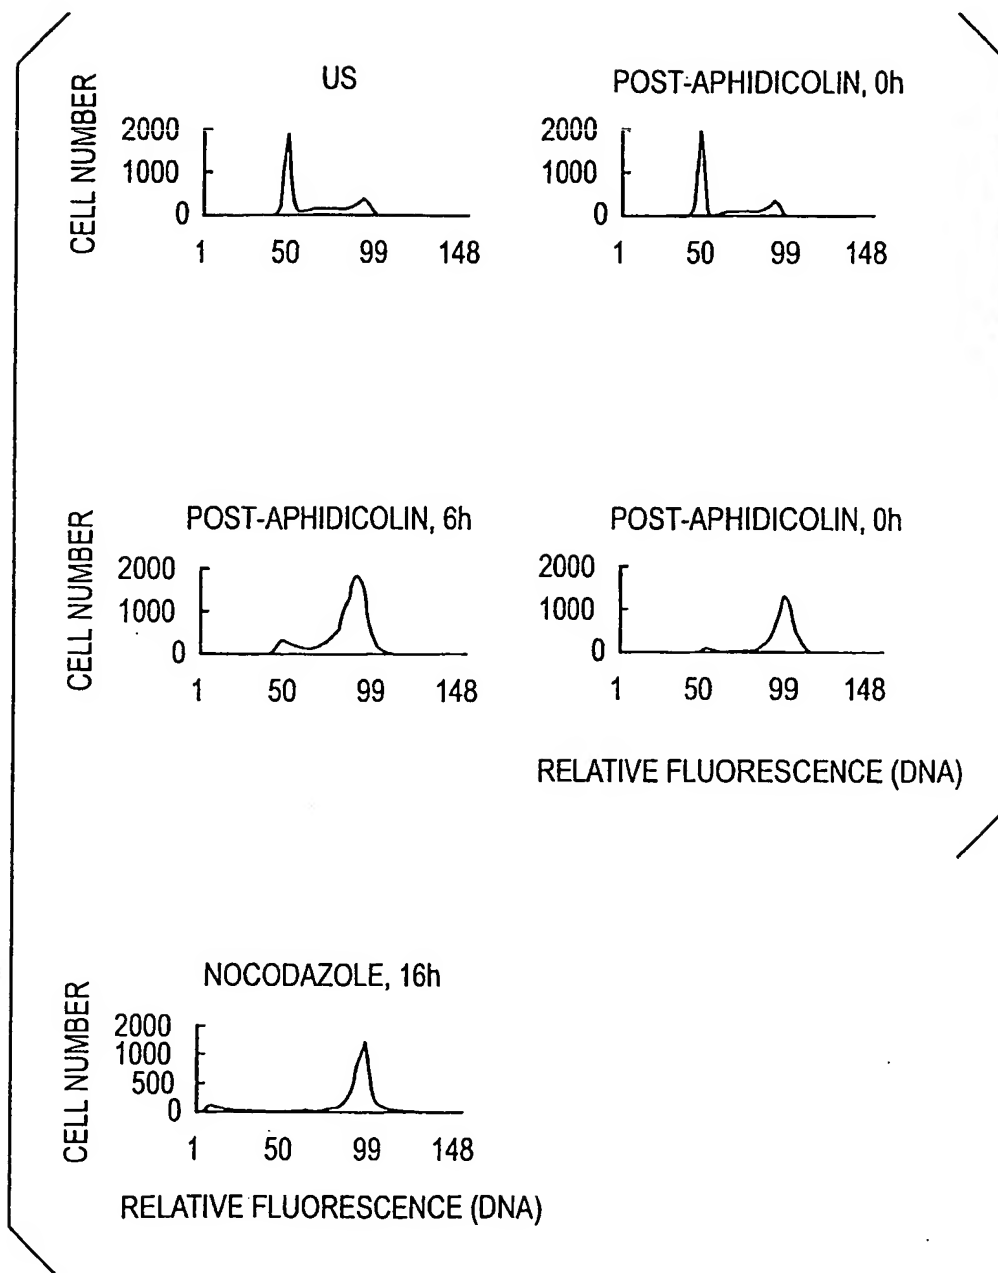 US
CELL NUMBER
2000
1000
0
1 50 99 148
POST-APHIDICOLIN, 0h
2000
1000
0
1 50 99 148
POST-APHIDICOLIN, 6h
CELL NUMBER
2000
1000
0
1 50 99 148
POST-APHIDICOLIN, 0h
2000
1000
0
1 50 99 148
RELATIVE FLUORESCENCE (DNA)
NOCODAZOLE, 16h
CELL NUMBER
2000
1000
500
0
1 50 99 148
RELATIVE FLUORESCENCE (DNA)